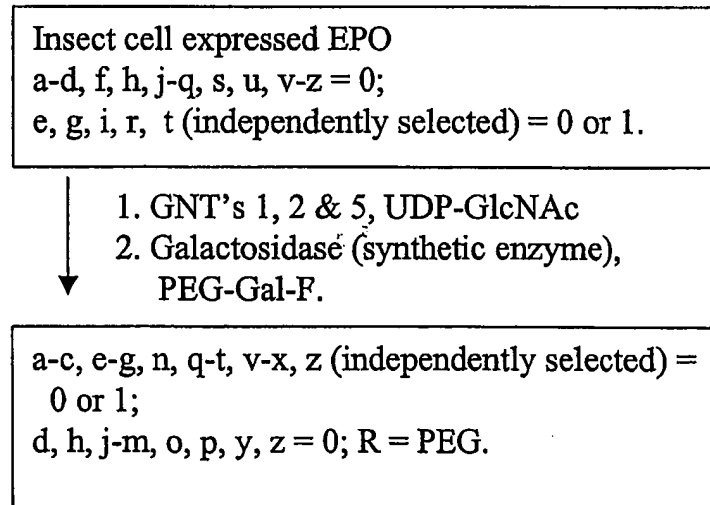 Insect cell expressed EPO
a-d, f, h, j-q, s, u, v-z = 0;
e, g, i, r, t (independently selected) = 0 or 1.
1. GNT's 1, 2 & 5, UDP-GlcNAc
2. Galactosidase (synthetic enzyme),
PEG-Gal-F.
a-c, e-g, n, q-t, v-x, z (independently selected) =
0 or 1;
d, h, j-m, o, p, y, z = 0; R = PEG.